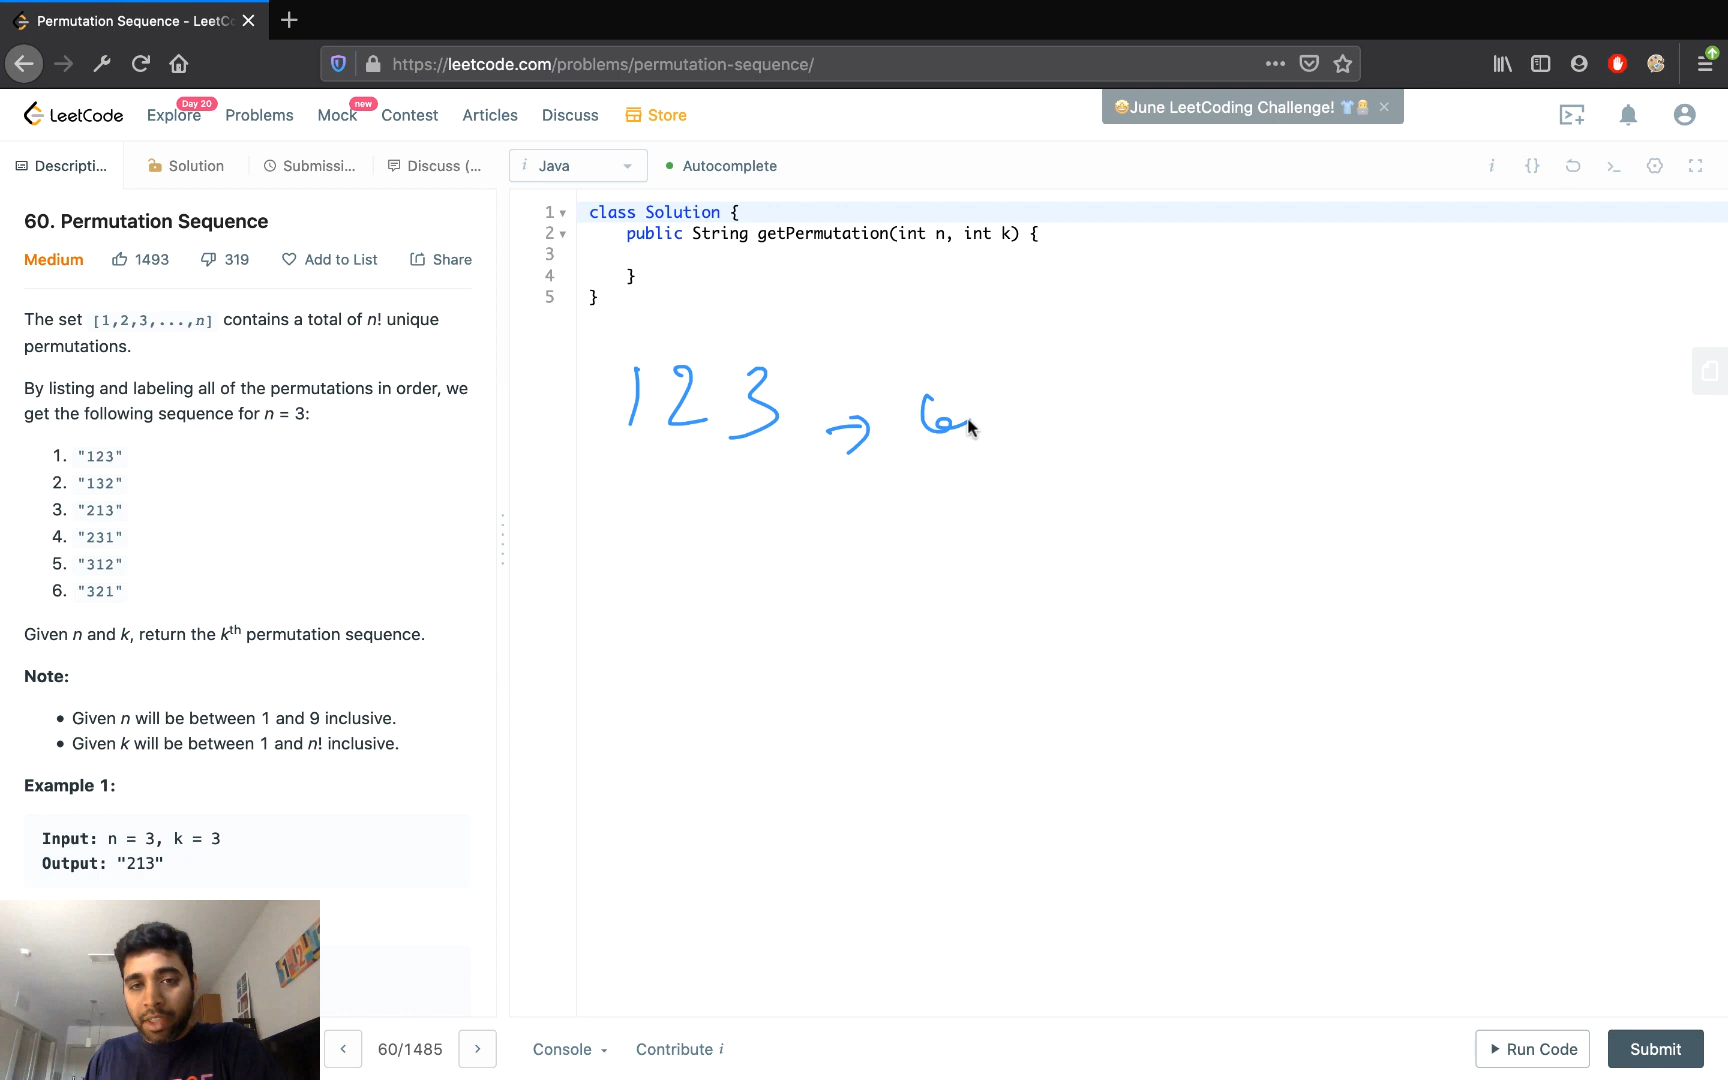 Permutation Sequence - LeetC
https://leetcode.com/problems/permutation-sequence/
LeetCode Explore Day 20 Problems Mock new Contest Articles Discuss Store
June LeetCoding Challenge!
Descripti... Solution Submissi... Discuss (...
Java Autocomplete
60. Permutation Sequence
Medium 1493 319 Add to List Share
The set [1,2,3,...,n] contains a total of n! unique
permutations.
By listing and labeling all of the permutations in order, we
get the following sequence for n = 3:
1. "123"
2. "132"
3. "213"
4. "231"
5. "312"
6. "321"
Given n and k, return the kth permutation sequence.
Note:
• Given n will be between 1 and 9 inclusive.
• Given k will be between 1 and n! inclusive.
Example 1:
Input: n = 3, k = 3
Output: "213"
1 class Solution {
2 public String getPermutation(int n, int k) {
3
4 }
5 }
1 2 3 → 6
60/1485
Console Contribute i
Run Code Submit